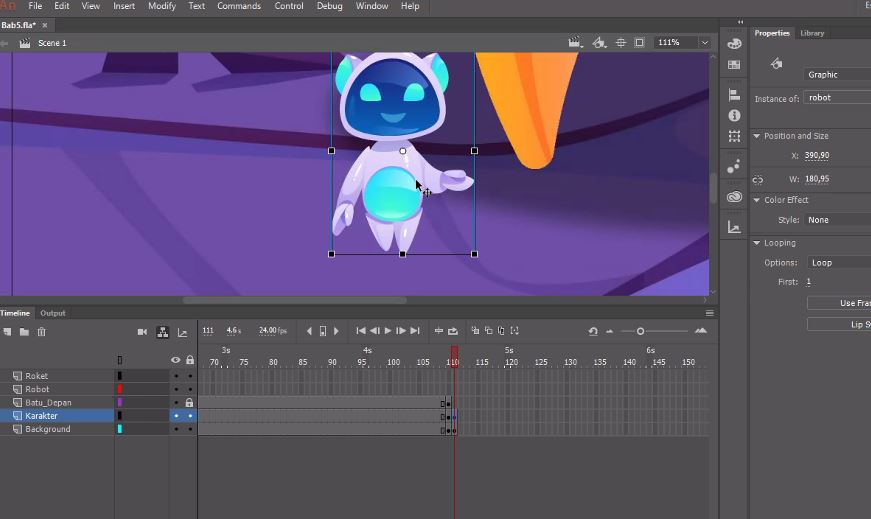 An File Edit View Insert Modify Text Commands Control Debug Window Help
Bab5.fla* ×
Scene 1 111%
Properties Library
Graphic
Instance of: robot
Position and Size
X: 390,90
W: 180,95
Color Effect
Style: None
Looping
Options: Loop
First: 1
Use Fra
Lip S
Timeline Output
111 4.6 s 24.00 fps
3s 4s 5s 6s
70 75 80 85 90 95 100 105 110 115 120 125 130 135 140 145 150
Roket
Robot
Batu_Depan
Karakter
Background